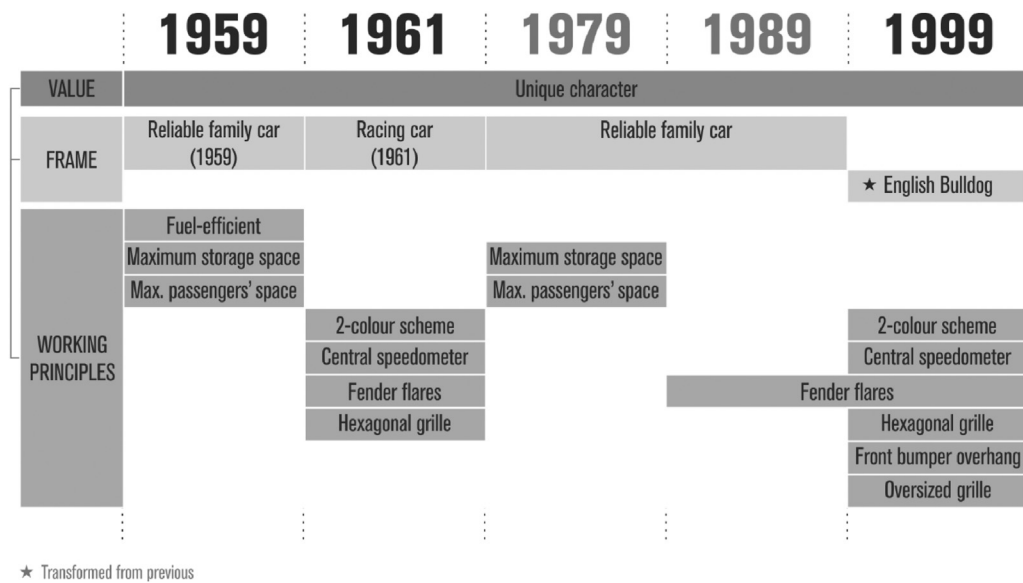 1959 1961 1979 1989 1999
VALUE Unique character
FRAME
Reliable family car
(1959)
Racing car
(1961)
Reliable family car
★ English Bulldog
WORKING
PRINCIPLES
Fuel-efficient
Maximum storage space
Max. passengers' space
2-colour scheme
Central speedometer
Fender flares
Hexagonal grille
Maximum storage space
Max. passengers' space
Fender flares
2-colour scheme
Central speedometer
Hexagonal grille
Front bumper overhang
Oversized grille
★ Transformed from previous